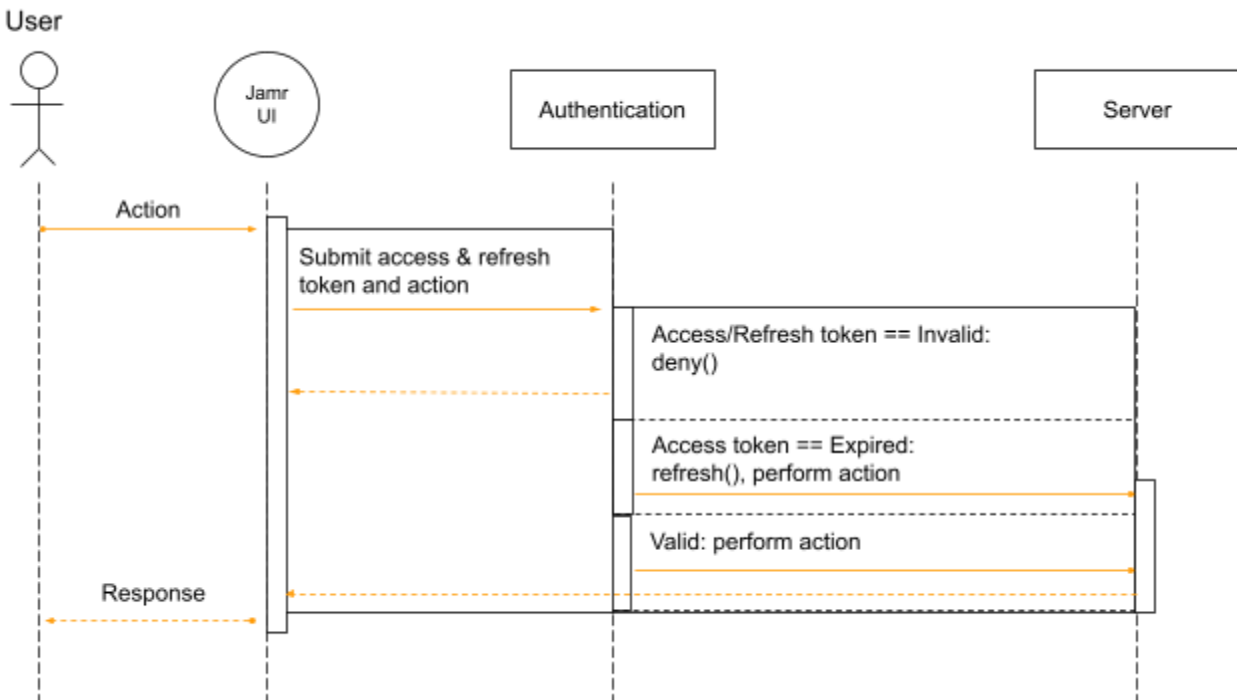 User
Jamr
UI
Authentication
Server
Action
Submit access & refresh
token and action
Access/Refresh token == Invalid:
deny()
Access token == Expired:
refresh(), perform action
Valid: perform action
Response